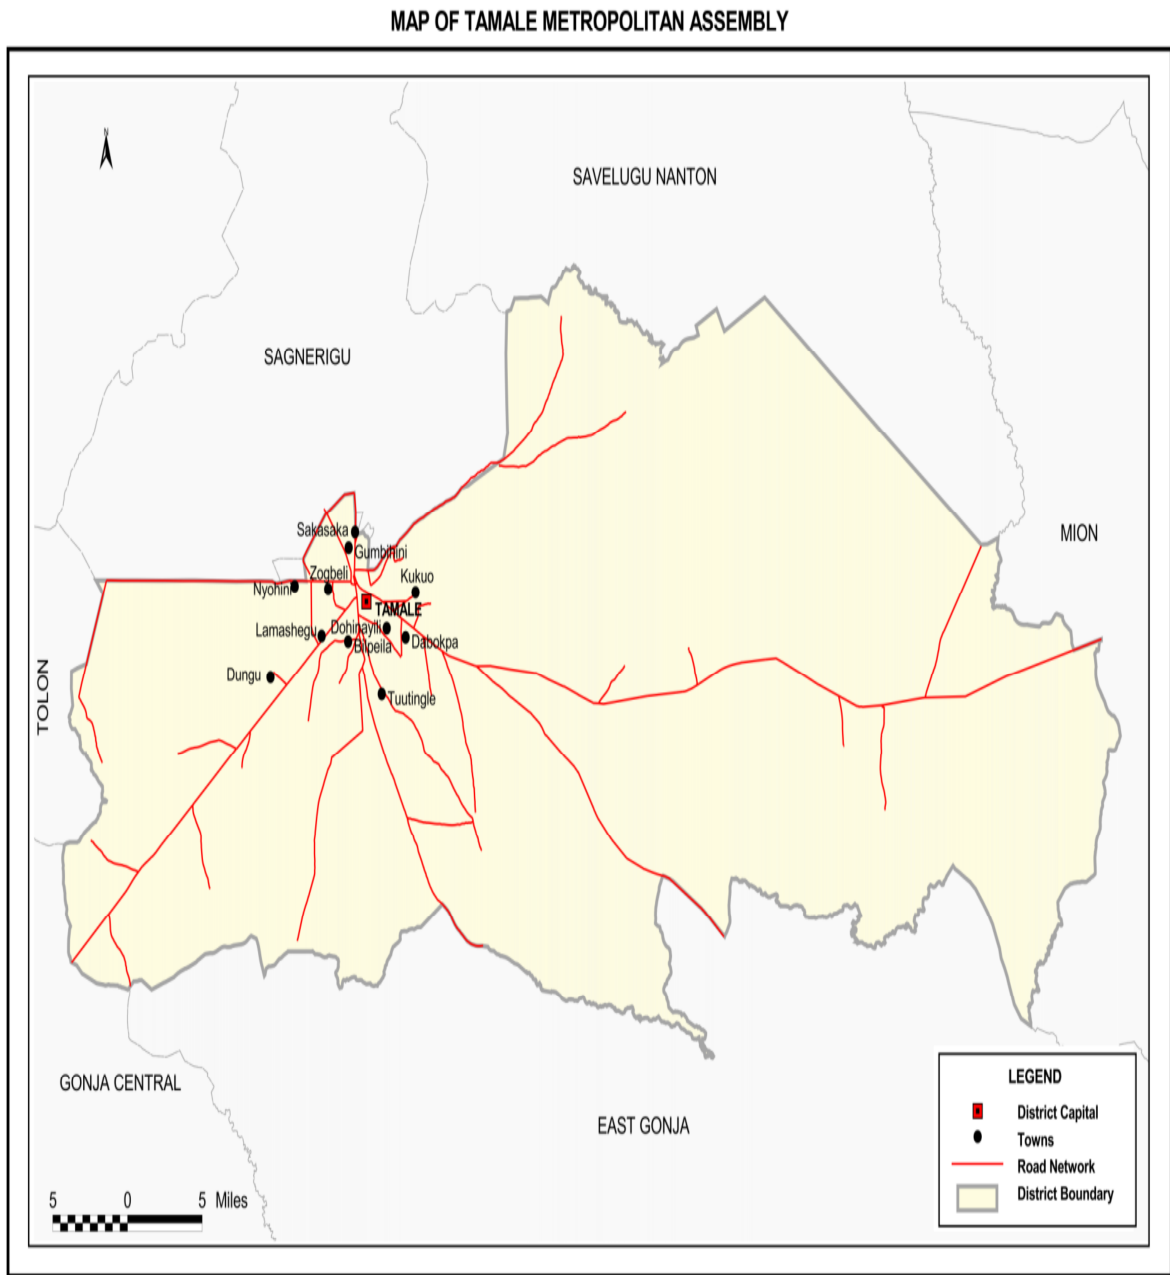 MAP OF TAMALE METROPOLITAN ASSEMBLY
N
SAVELUGU NANTON
SAGNERIGU
MION
Sakasaka
Gumbihini
Zogbeli
Kukuo
Nyohini
TAMALE
Lamashegu
Dohinayili
Dabokpa
Bilpeila
Dungu
Tuutingle
TOLON
GONJA CENTRAL
EAST GONJA
LEGEND
District Capital
Towns
Road Network
District Boundary
5 0 5 Miles